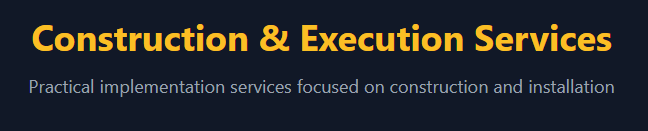 Construction & Execution Services
Practical implementation services focused on construction and installation